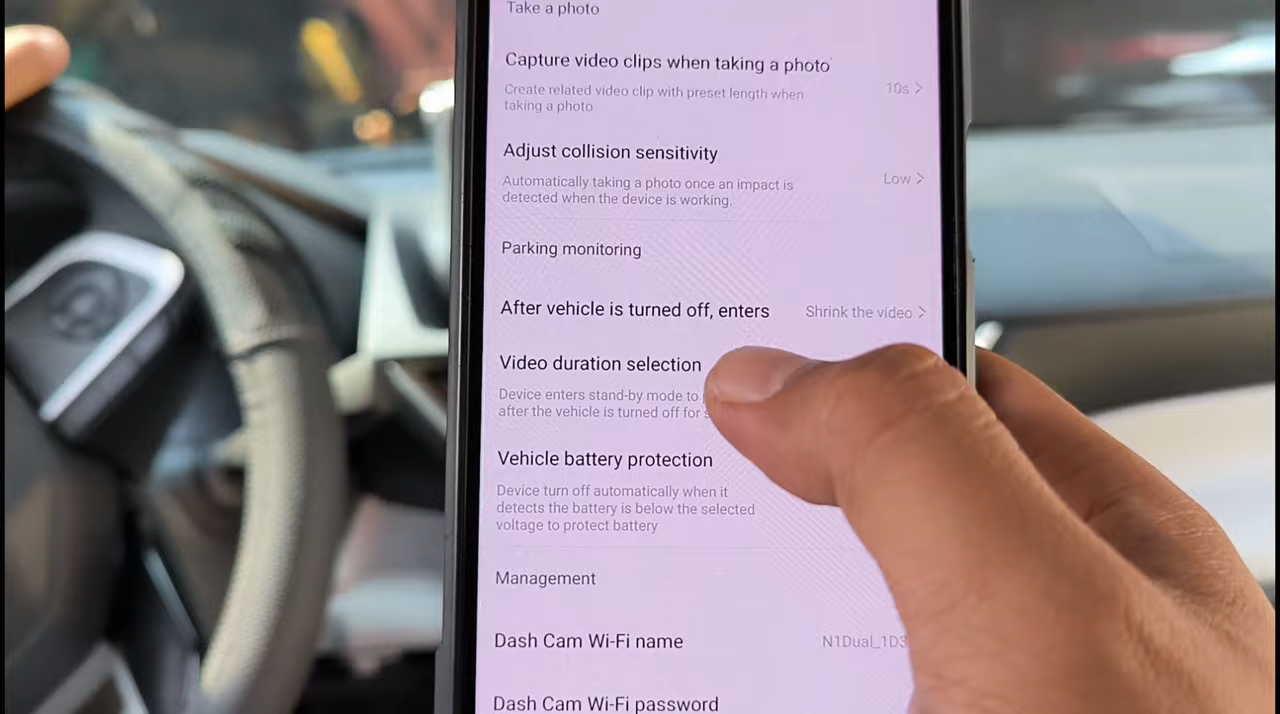 Take a photo
Capture video clips when taking a photo
Create related video clip with preset length when
taking a photo
10s >
Adjust collision sensitivity
Automatically taking a photo once an impact is
detected when the device is working.
Low >
Parking monitoring
After vehicle is turned off, enters
Shrink the video >
Video duration selection
Device enters stand-by mode to
after the vehicle is turned off for
Vehicle battery protection
Device turn off automatically when it
detects the battery is below the selected
voltage to protect battery
Management
Dash Cam Wi-Fi name
N1Dual_1D3
Dash Cam Wi-Fi password